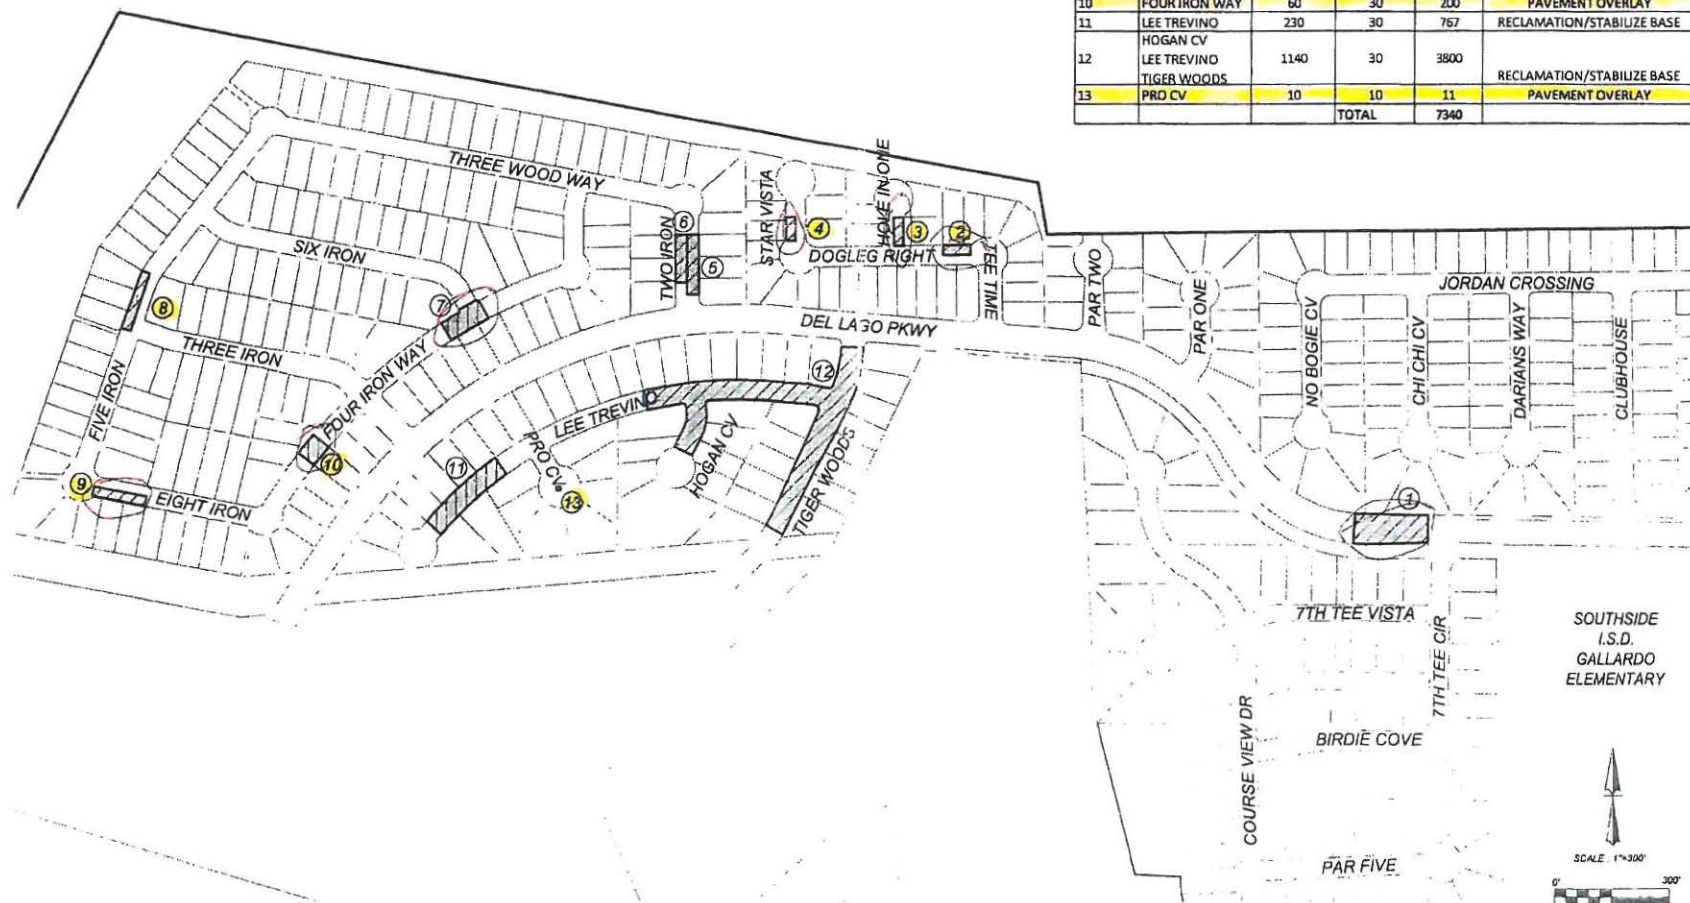 10 FOUR IRON WAY 60 30 200 PAVEMENT OVERLAY
11 LEE TREVINO 230 30 767 RECLAMATION/STABILIZE BASE
HOGAN CV
12 LEE TREVINO 1140 30 3800
TIGER WOODS RECLAMATION/STABILIZE BASE
13 PRO CV 10 10 11 PAVEMENT OVERLAY
TOTAL 7340
THREE WOOD WAY
SIX IRON
TWO IRON
6
5
STAR VISTA
4
HOLE IN ONE
3
2
DOGLEG RIGHT
TEE TIME
PAR TWO
PAR ONE
JORDAN CROSSING
NO BOGIE CV
CHI CHI CV
DARIANS WAY
CLUBHOUSE
DEL LAGO PKWY
7
8
THREE IRON
FIVE IRON
FOUR IRON WAY
10
9
EIGHT IRON
LEE TREVINO
11
PRO CV
13
HOGAN CV
12
TIGER WOODS
1
7TH TEE VISTA
7TH TEE CIR
COURSE VIEW DR
BIRDIE COVE
PAR FIVE
SOUTHSIDE
I.S.D.
GALLARDO
ELEMENTARY
SCALE : 1"=300'
0' 300'